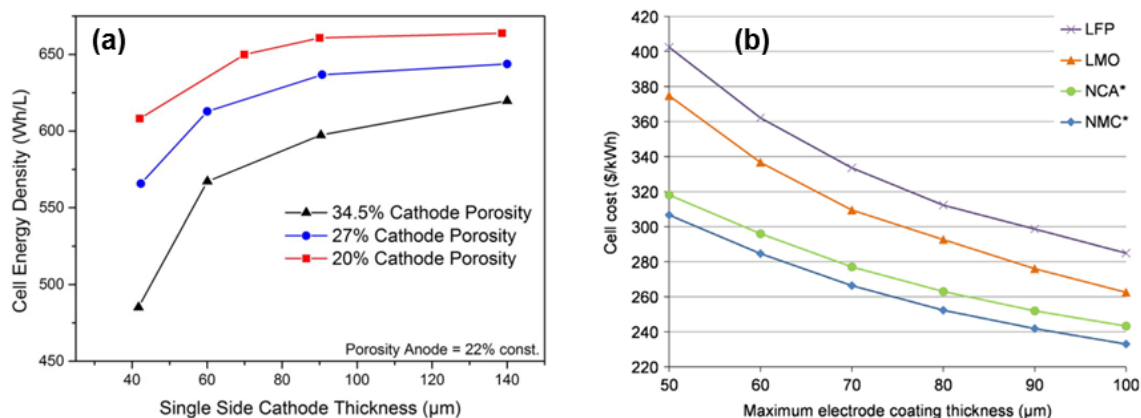 (a)
650
600
550
500
450
40 60 80 100 120 140
Cell Energy Density (Wh/L)
34.5% Cathode Porosity
27% Cathode Porosity
20% Cathode Porosity
Porosity Anode = 22% const.
Single Side Cathode Thickness (µm)
(b)
420
400
380
360
340
320
300
280
260
240
220
50 60 70 80 90 100
Cell cost ($/kWh)
LFP
LMO
NCA*
NMC*
Maximum electrode coating thickness (µm)